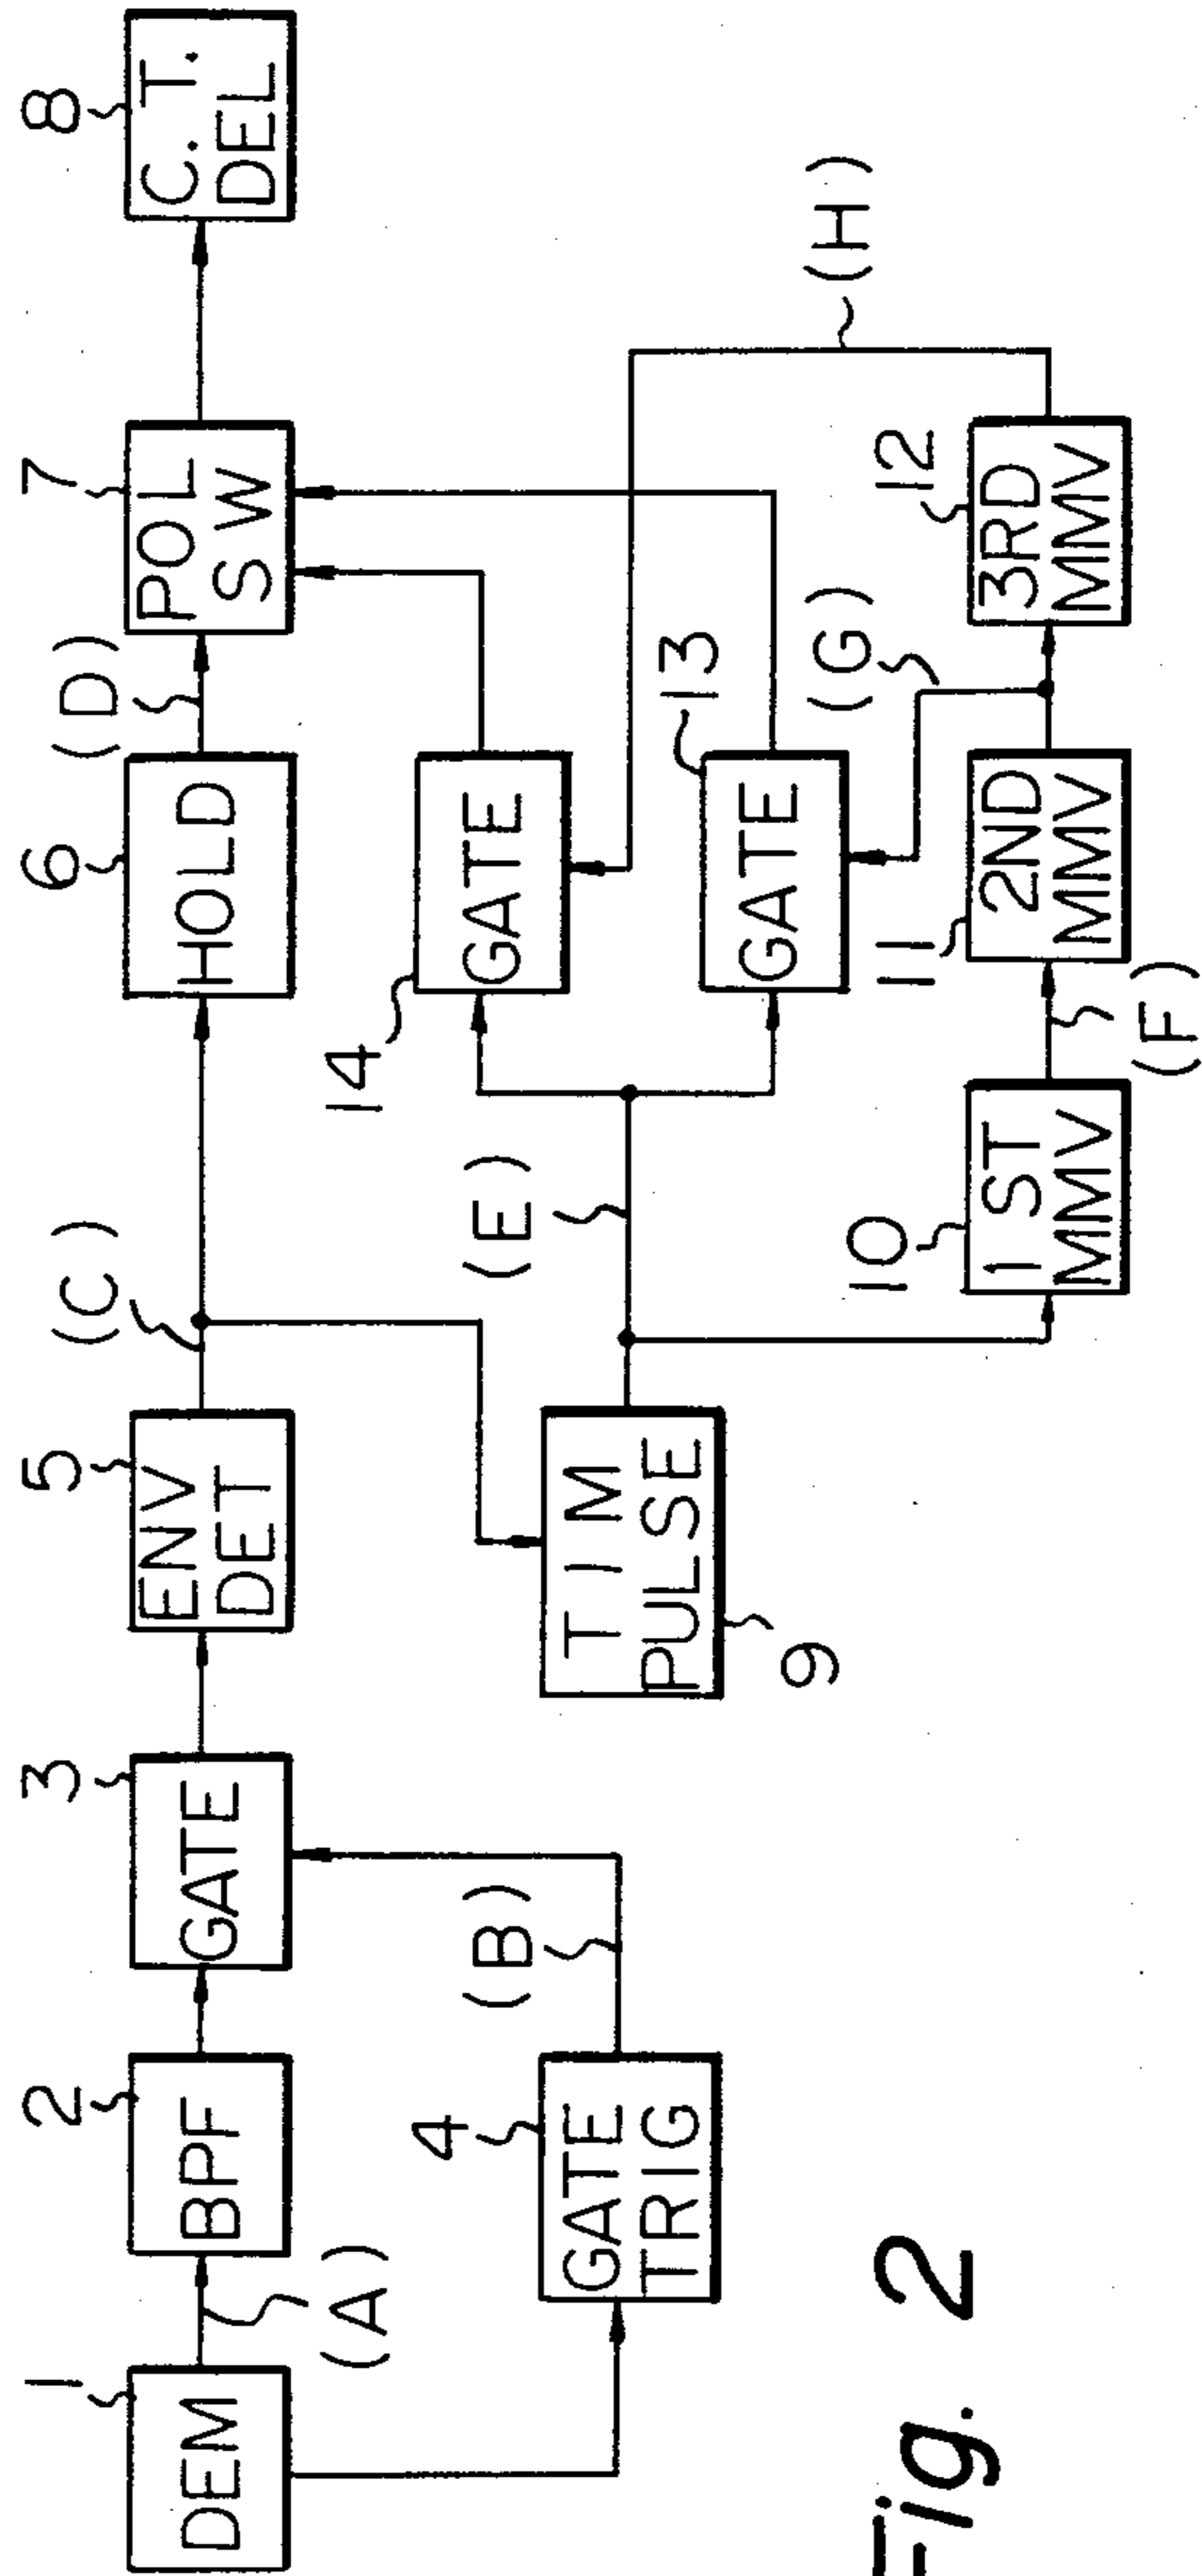 1
DEM
(A)
2
BPF
3
GATE
4
GATE
TRIG
(B)
5
ENV
DET
(C)
6
HOLD
(D)
7
POL
SW
8
C. T.
DEL
9
TIM
PULSE
(E)
14
GATE
13
GATE
10
1ST
MMV
(F)
11
2ND
MMV
(G)
12
3RD
MMV
(H)
Fig. 2